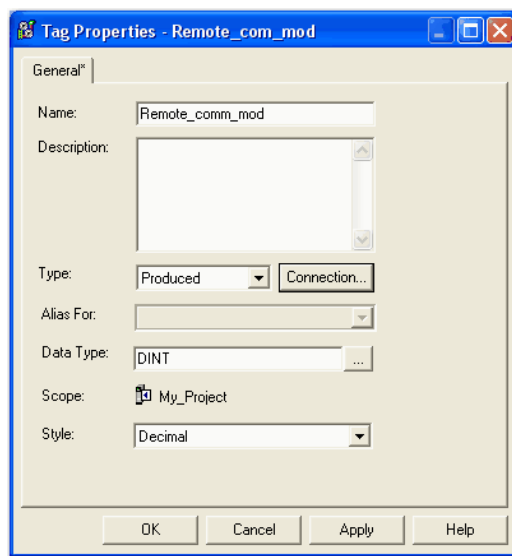 Tag Properties - Remote_com_mod
General*
Name: Remote_comm_mod
Description:
Type: Produced Connection...
Alias For:
Data Type: DINT ...
Scope: My_Project
Style: Decimal
OK Cancel Apply Help